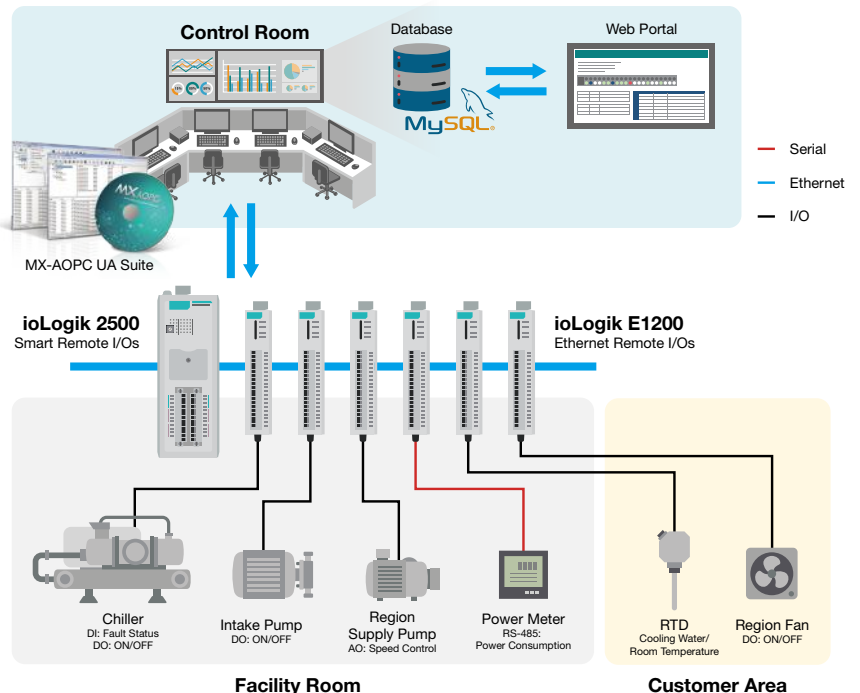 Control Room
Database
Web Portal
MySQL®
Serial
Ethernet
I/O
MXAOPC
MX-AOPC UA Suite
ioLogik 2500
Smart Remote I/Os
ioLogik E1200
Ethernet Remote I/Os
Chiller
DI: Fault Status
DO: ON/OFF
Intake Pump
DO: ON/OFF
Region
Supply Pump
AO: Speed Control
Power Meter
RS-485:
Power Consumption
RTD
Cooling Water/
Room Temperature
Region Fan
DO: ON/OFF
Facility Room
Customer Area